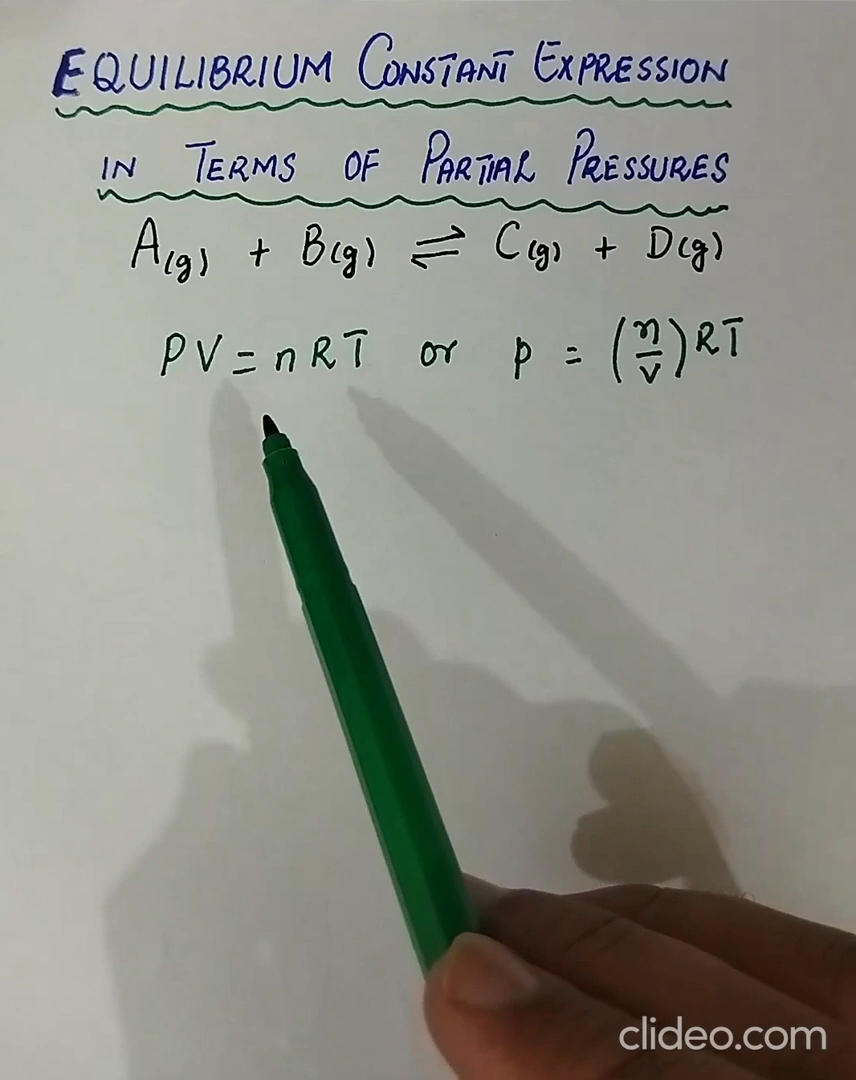 EQUILIBRIUM CONSTANT EXPRESSION
IN TERMS OF PARTIAL PRESSURES
A(g) + B(g) ⇌ C(g) + D(g)
PV = nRT or p = (n/v)RT
clideo.com